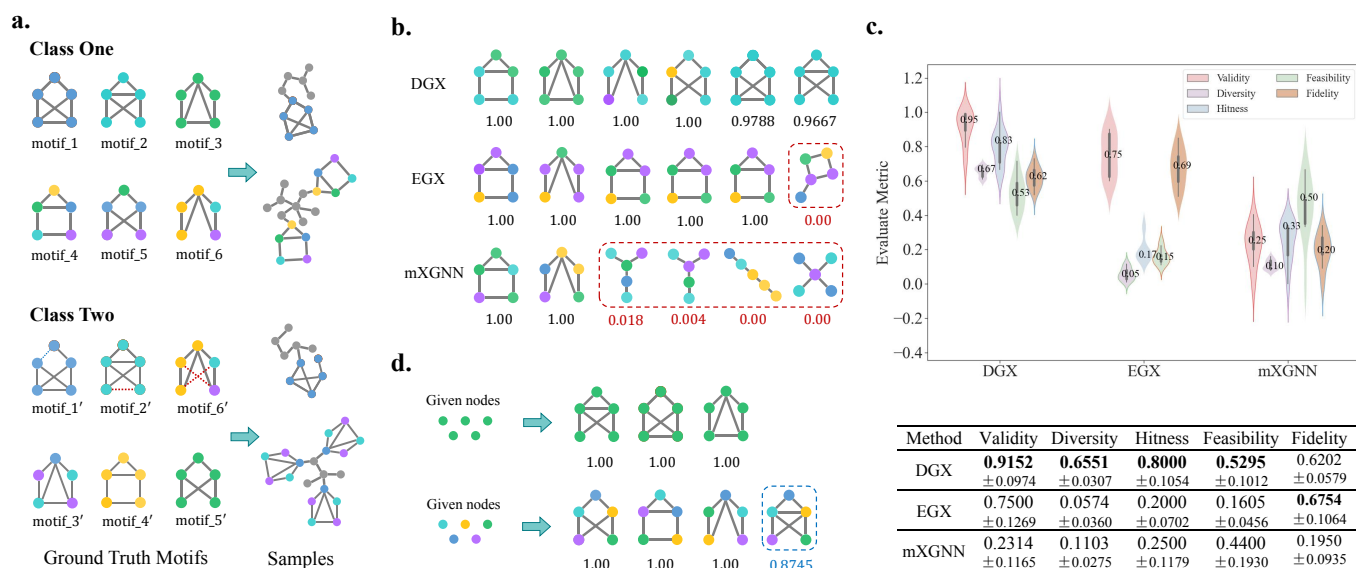 a.
Class One
motif_1 motif_2 motif_3
motif_4 motif_5 motif_6
Class Two
motif_1′ motif_2′ motif_6′
motif_3′ motif_4′ motif_5′
Ground Truth Motifs Samples
b.
DGX
1.00 1.00 1.00 1.00 0.9788 0.9667
EGX
1.00 1.00 1.00 1.00 1.00 0.00
mXGNN
1.00 1.00 0.018 0.004 0.00 0.00
d.
Given nodes
1.00 1.00 1.00
Given nodes
1.00 1.00 1.00 0.8745
c.
Evaluate Metric
1.2
1.0
0.8
0.6
0.4
0.2
0.0
−0.2
−0.4
Validity Feasibility
Diversity Fidelity
Hitness
0.95 0.67 0.83 0.53 0.62
0.75 0.05 0.17 0.15 0.69
0.25 0.10 0.33 0.50 0.20
DGX EGX mXGNN
Method Validity Diversity Hitness Feasibility Fidelity
DGX 0.9152 0.6551 0.8000 0.5295 0.6202
±0.0974 ±0.0307 ±0.1054 ±0.1012 ±0.0579
EGX 0.7500 0.0574 0.2000 0.1605 0.6754
±0.1269 ±0.0360 ±0.0702 ±0.0456 ±0.1064
mXGNN 0.2314 0.1103 0.2500 0.4400 0.1950
±0.1165 ±0.0275 ±0.1179 ±0.1930 ±0.0935